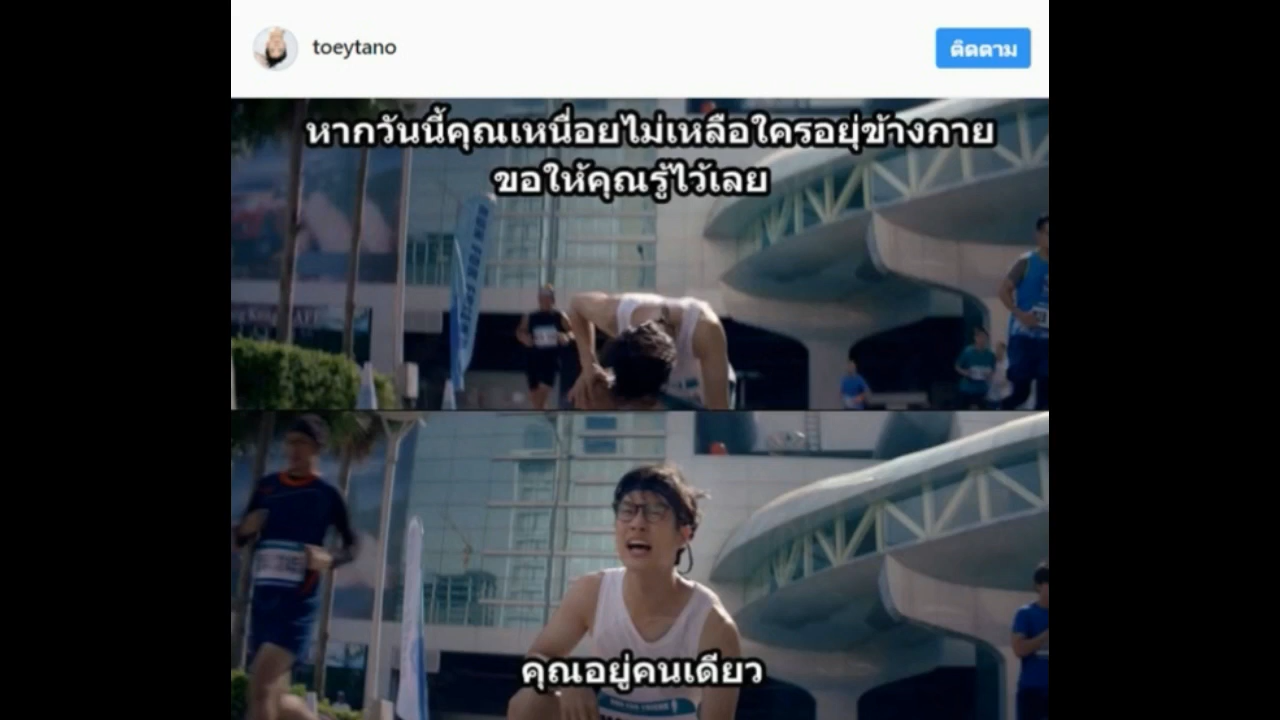 toeytano
ติดตาม
หากวันนี้คุณเหนื่อยไม่เหลือใครอยู่ข้างกาย
ขอให้คุณรู้ไว้เลย
คุณอยู่คนเดียว